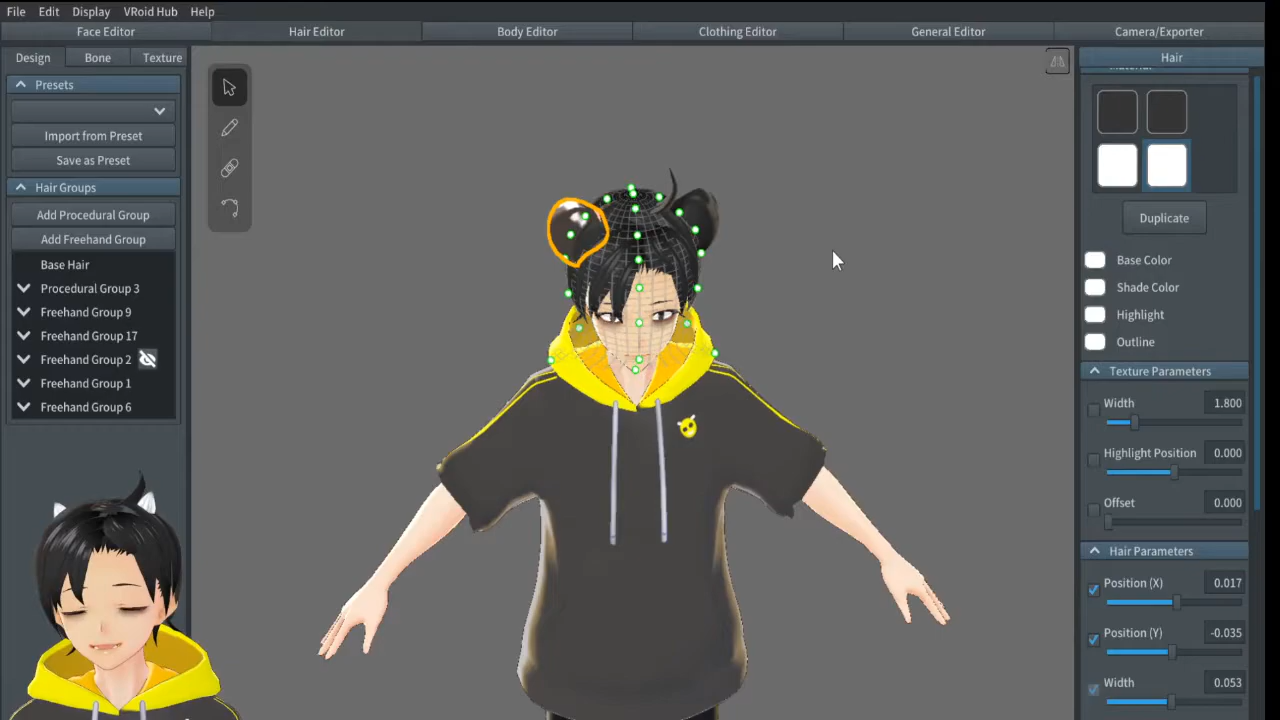 File Edit Display VRoid Hub Help
Face Editor Hair Editor Body Editor Clothing Editor General Editor Camera/Exporter
Design Bone Texture
Presets
Import from Preset
Save as Preset
Hair Groups
Add Procedural Group
Add Freehand Group
Base Hair
Procedural Group 3
Freehand Group 9
Freehand Group 17
Freehand Group 2
Freehand Group 1
Freehand Group 6
Hair
Duplicate
Base Color
Shade Color
Highlight
Outline
Texture Parameters
Width 1.800
Highlight Position 0.000
Offset 0.000
Hair Parameters
Position (X) 0.017
Position (Y) -0.035
Width 0.053